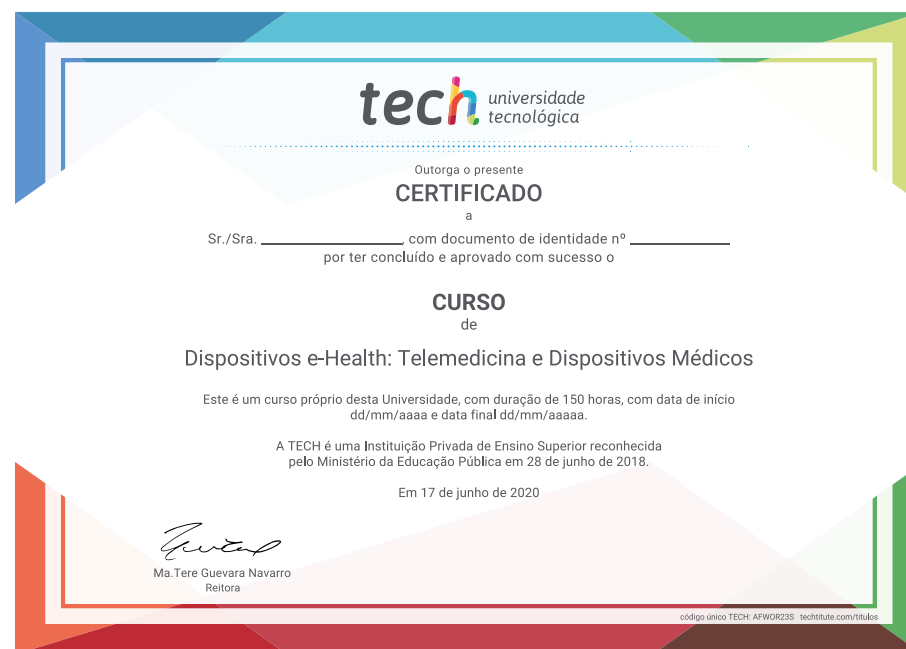 tech universidade
tecnológica
Outorga o presente
CERTIFICADO
a
Sr./Sra. ____________________, com documento de identidade nº ______________
por ter concluído e aprovado com sucesso o
CURSO
de
Dispositivos e-Health: Telemedicina e Dispositivos Médicos
Este é um curso próprio desta Universidade, com duração de 150 horas, com data de início
dd/mm/aaaa e data final dd/mm/aaaaa.
A TECH é uma Instituição Privada de Ensino Superior reconhecida
pelo Ministério da Educação Pública em 28 de junho de 2018.
Em 17 de junho de 2020
Ma.Tere Guevara Navarro
Reitora
código único TECH: AFWOR23S techtitute.com/titulos